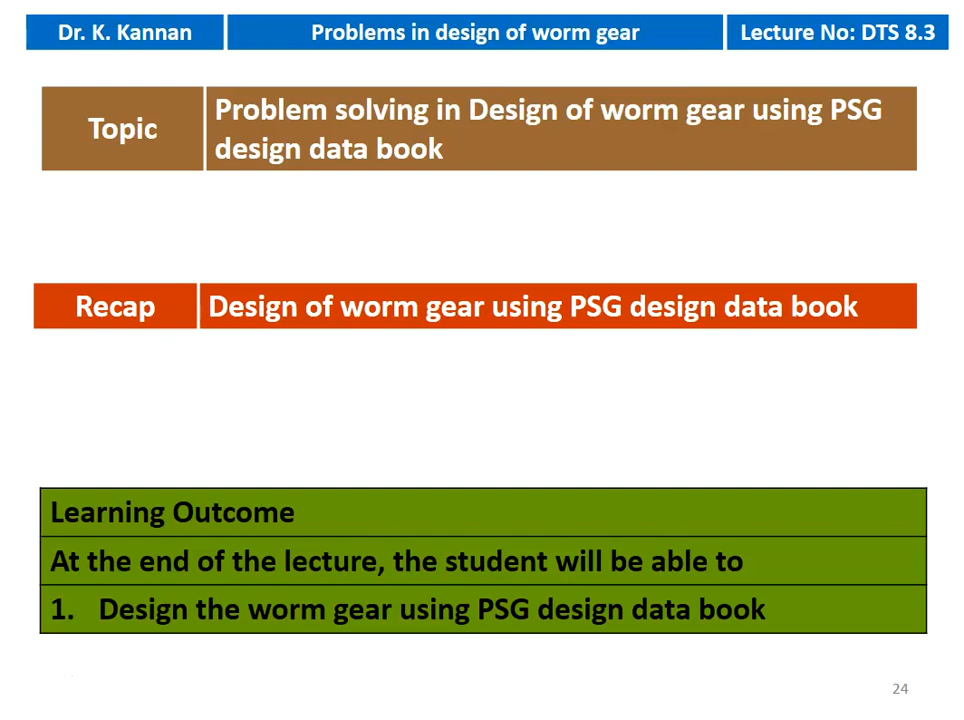 Dr. K. Kannan
Problems in design of worm gear
Lecture No: DTS 8.3
Topic
Problem solving in Design of worm gear using PSG
design data book
Recap
Design of worm gear using PSG design data book
Learning Outcome
At the end of the lecture, the student will be able to
1. Design the worm gear using PSG design data book
24